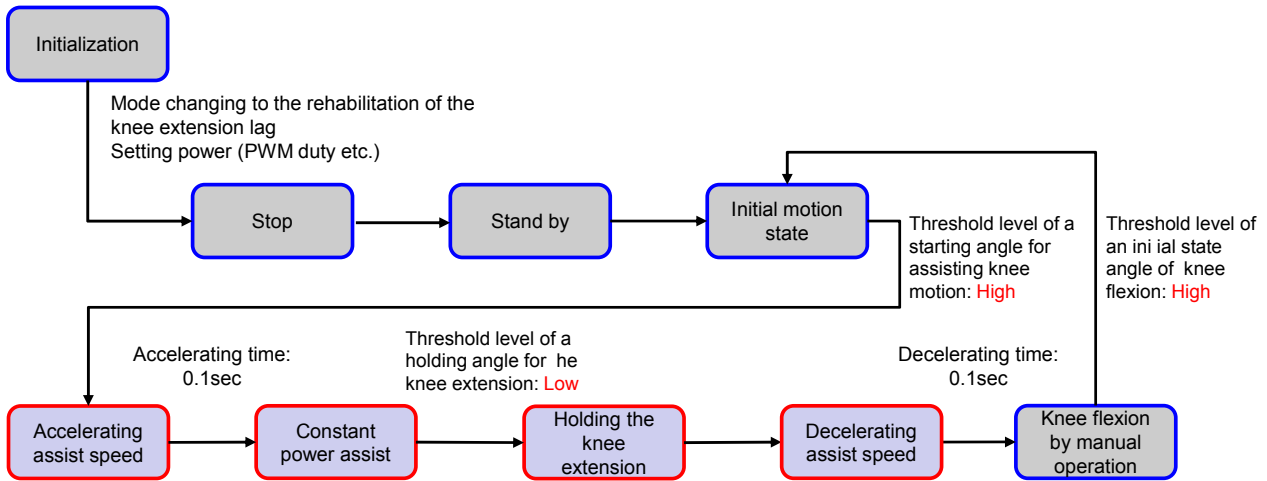 Initialization
Mode changing to the rehabilitation of the
knee extension lag
Setting power (PWM duty etc.)
Stop
Stand by
Initial motion
state
Threshold level of a
starting angle for
assisting knee
motion: High
Threshold level of
an ini ial state
angle of knee
flexion: High
Accelerating time:
0.1sec
Threshold level of a
holding angle for he
knee extension: Low
Decelerating time:
0.1sec
Accelerating
assist speed
Constant
power assist
Holding the
knee
extension
Decelerating
assist speed
Knee flexion
by manual
operation